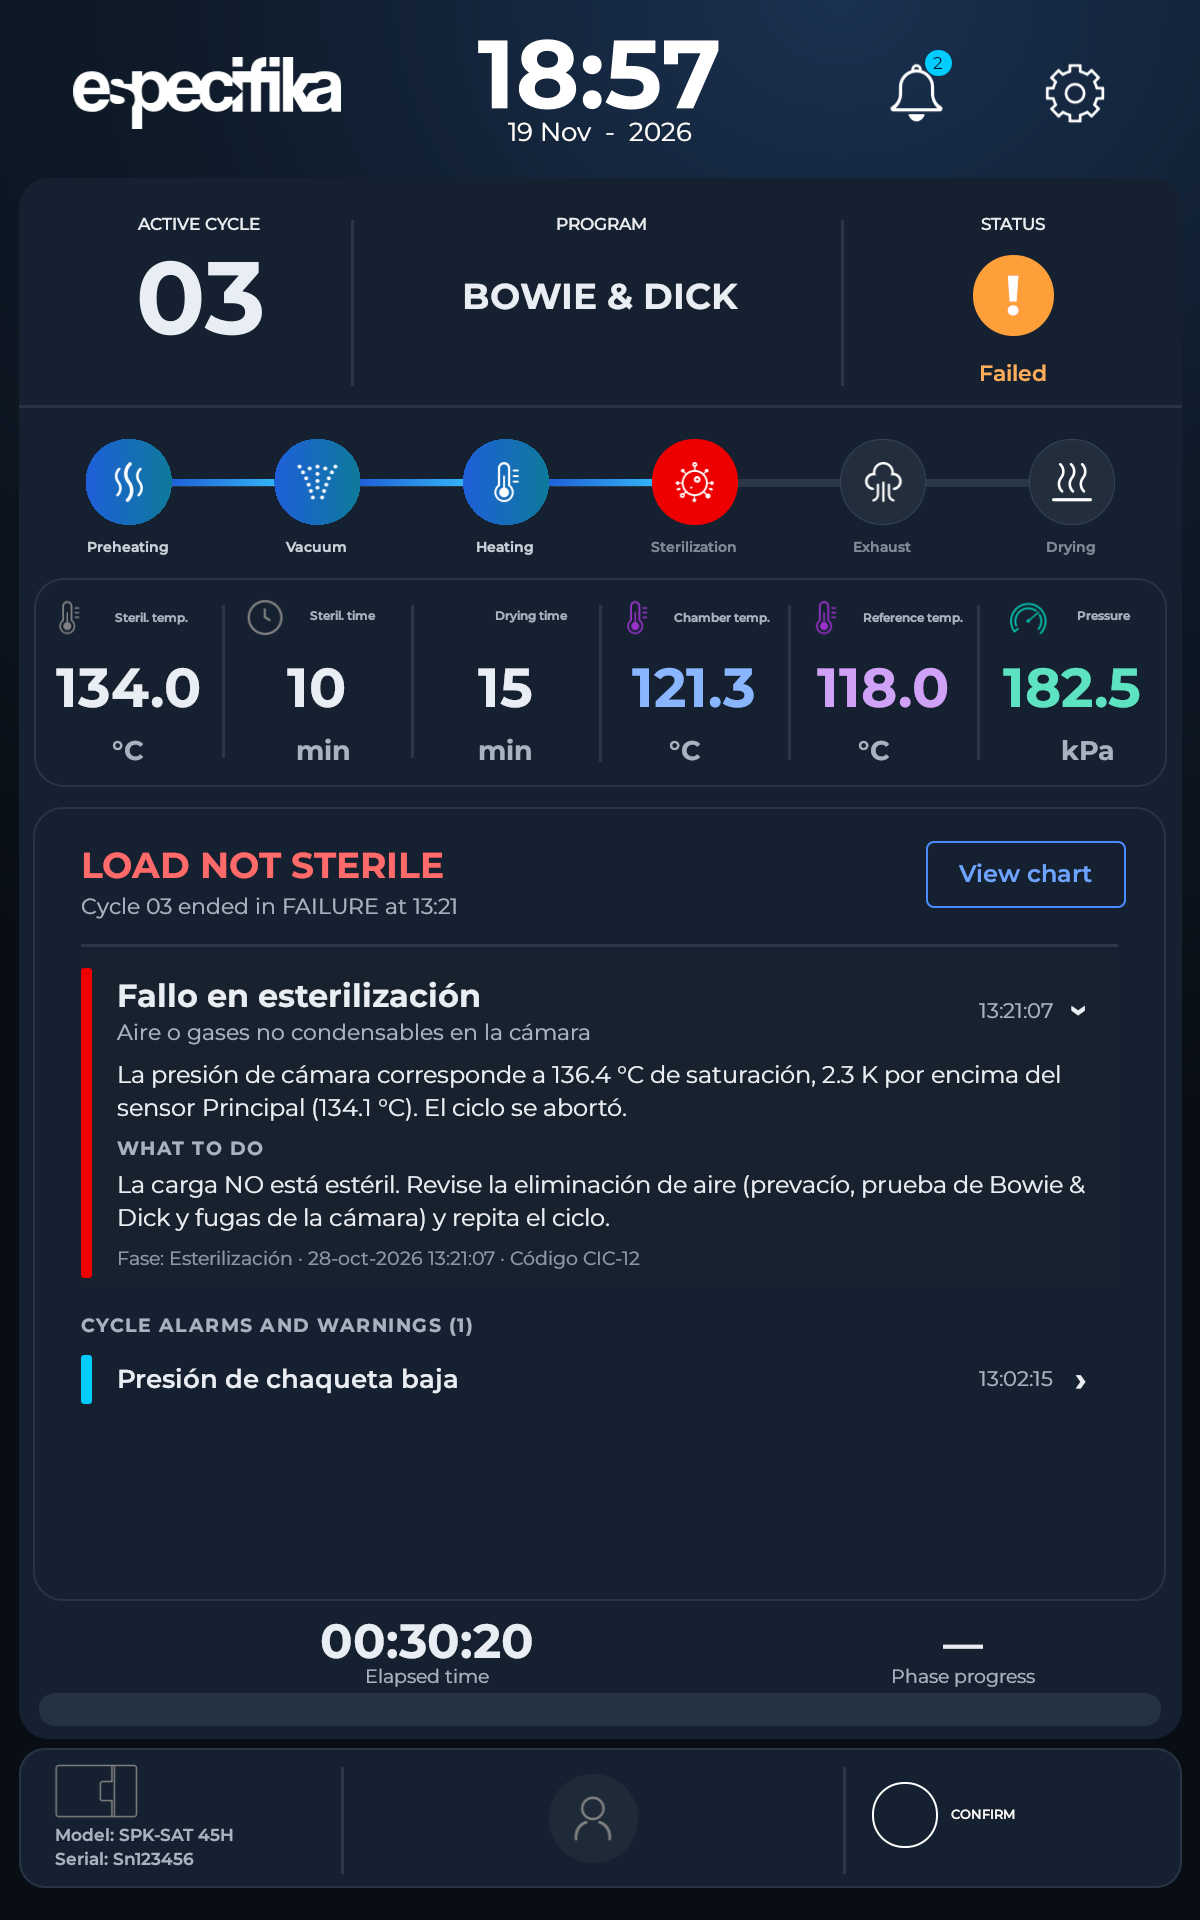 especifika
18:57
19 Nov - 2026
2
ACTIVE CYCLE
03
PROGRAM
BOWIE & DICK
STATUS
!
Failed
Preheating
Vacuum
Heating
Sterilization
Exhaust
Drying
Steril. temp.
134.0
°C
Steril. time
10
min
Drying time
15
min
Chamber temp.
121.3
°C
Reference temp.
118.0
°C
Pressure
182.5
kPa
LOAD NOT STERILE
Cycle 03 ended in FAILURE at 13:21
View chart
Fallo en esterilización
13:21:07
Aire o gases no condensables en la cámara
La presión de cámara corresponde a 136.4 °C de saturación, 2.3 K por encima del
sensor Principal (134.1 °C). El ciclo se abortó.
WHAT TO DO
La carga NO está estéril. Revise la eliminación de aire (prevacío, prueba de Bowie &
Dick y fugas de la cámara) y repita el ciclo.
Fase: Esterilización · 28-oct-2026 13:21:07 · Código CIC-12
CYCLE ALARMS AND WARNINGS (1)
Presión de chaqueta baja
13:02:15
00:30:20
Elapsed time
—
Phase progress
Model: SPK-SAT 45H
Serial: Sn123456
CONFIRM